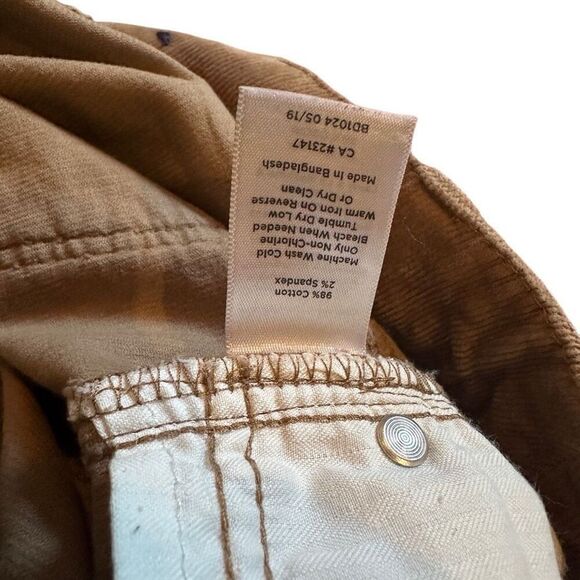 98% Cotton
2% Spandex
Machine Wash Cold
Only Non-Chlorine
Bleach When Needed
Tumble Dry Low
Warm Iron On Reverse
Or Dry Clean
Made In Bangladesh
CA #23147
BD1024 05/19